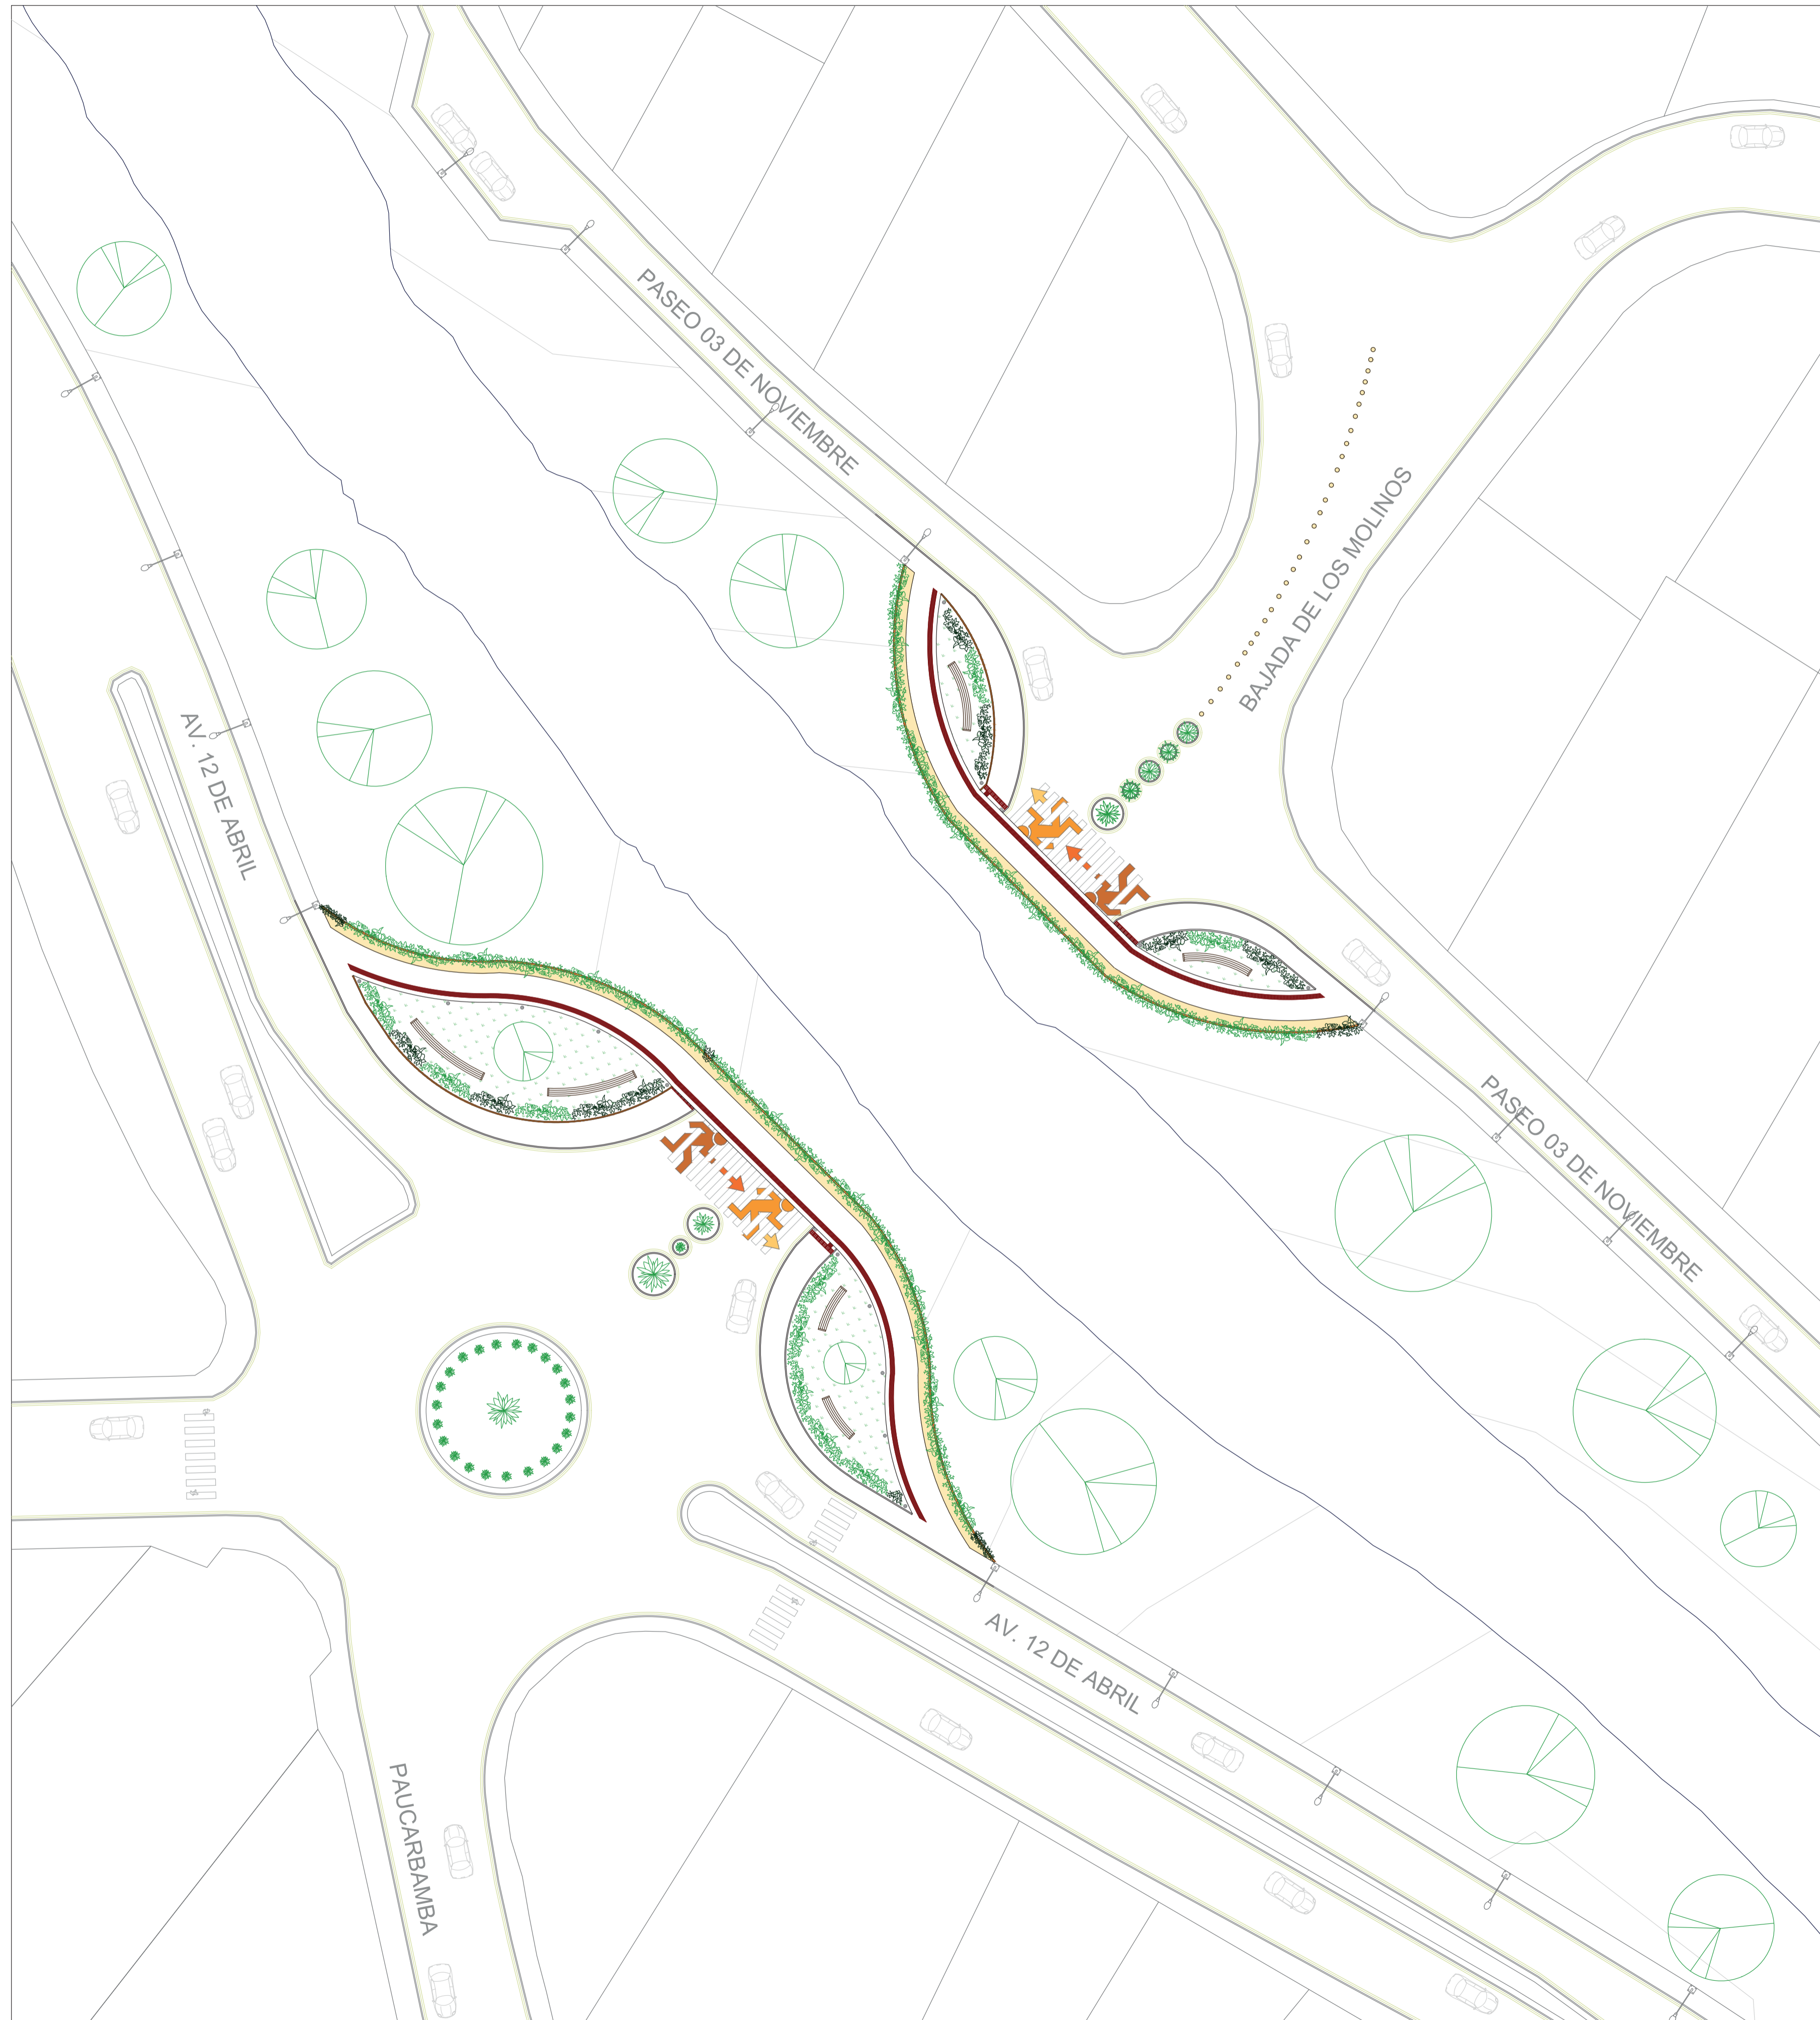 PASEO 03 DE NOVIEMBRE
BAJADA DE LOS MOLINOS
AV. 12 DE ABRIL
PASEO 03 DE NOVIEMBRE
AV. 12 DE ABRIL
PAUCARBAMBA